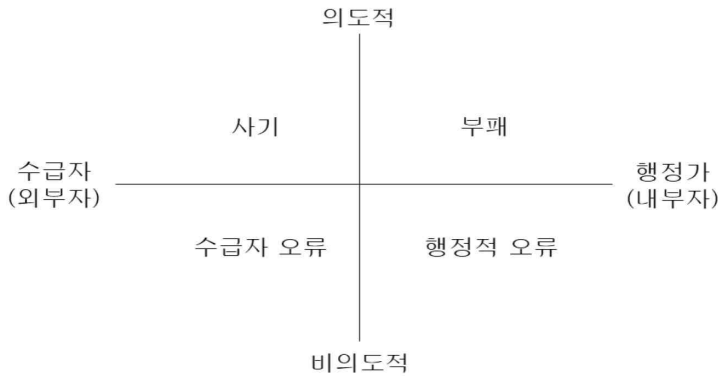 의도적
사기
부패
수급자
(외부자)
행정가
(내부자)
수급자 오류
행정적 오류
비의도적